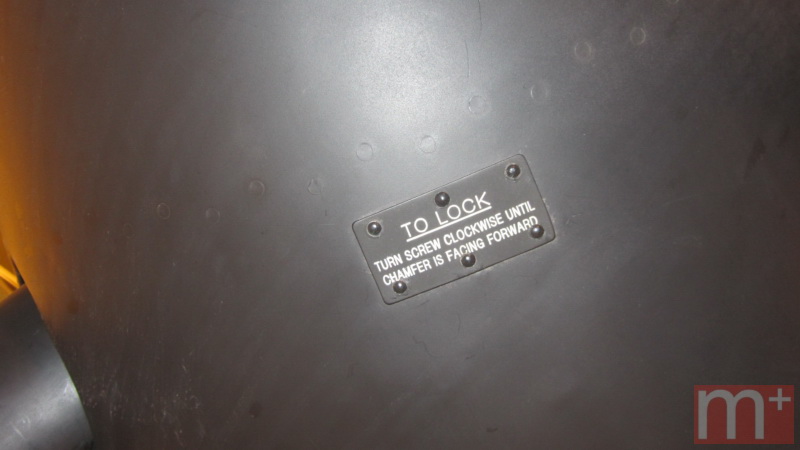 TO LOCK
TURN SCREW CLOCKWISE UNTIL
CHAMFER IS FACING FORWARD
m+